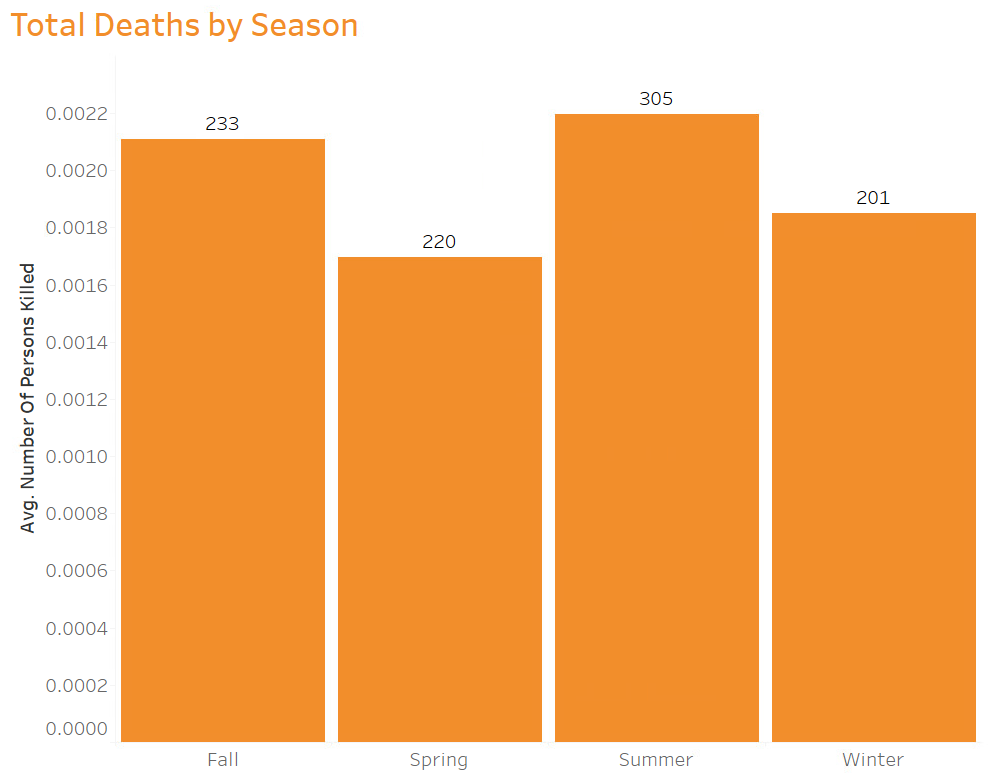 Total Deaths by Season
Avg. Number Of Persons Killed
0.0022
0.0020
0.0018
0.0016
0.0014
0.0012
0.0010
0.0008
0.0006
0.0004
0.0002
0.0000
233
220
305
201
Fall
Spring
Summer
Winter